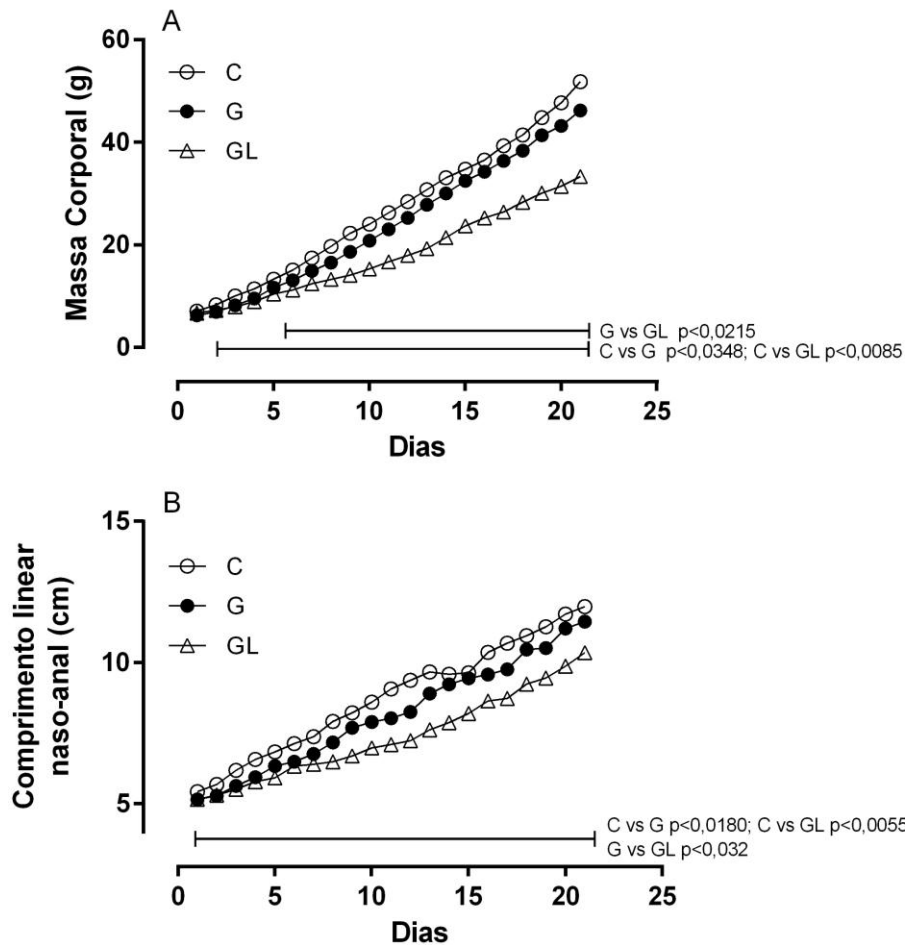 A
Massa Corporal (g)
60
40
20
0
C
G
GL
G vs GL p<0,0215
C vs G p<0,0348; C vs GL p<0,0085
0 5 10 15 20 25
Dias
B
Comprimento linear
naso-anal (cm)
15
10
5
C
G
GL
C vs G p<0,0180; C vs GL p<0,0055
G vs GL p<0,032
0 5 10 15 20 25
Dias